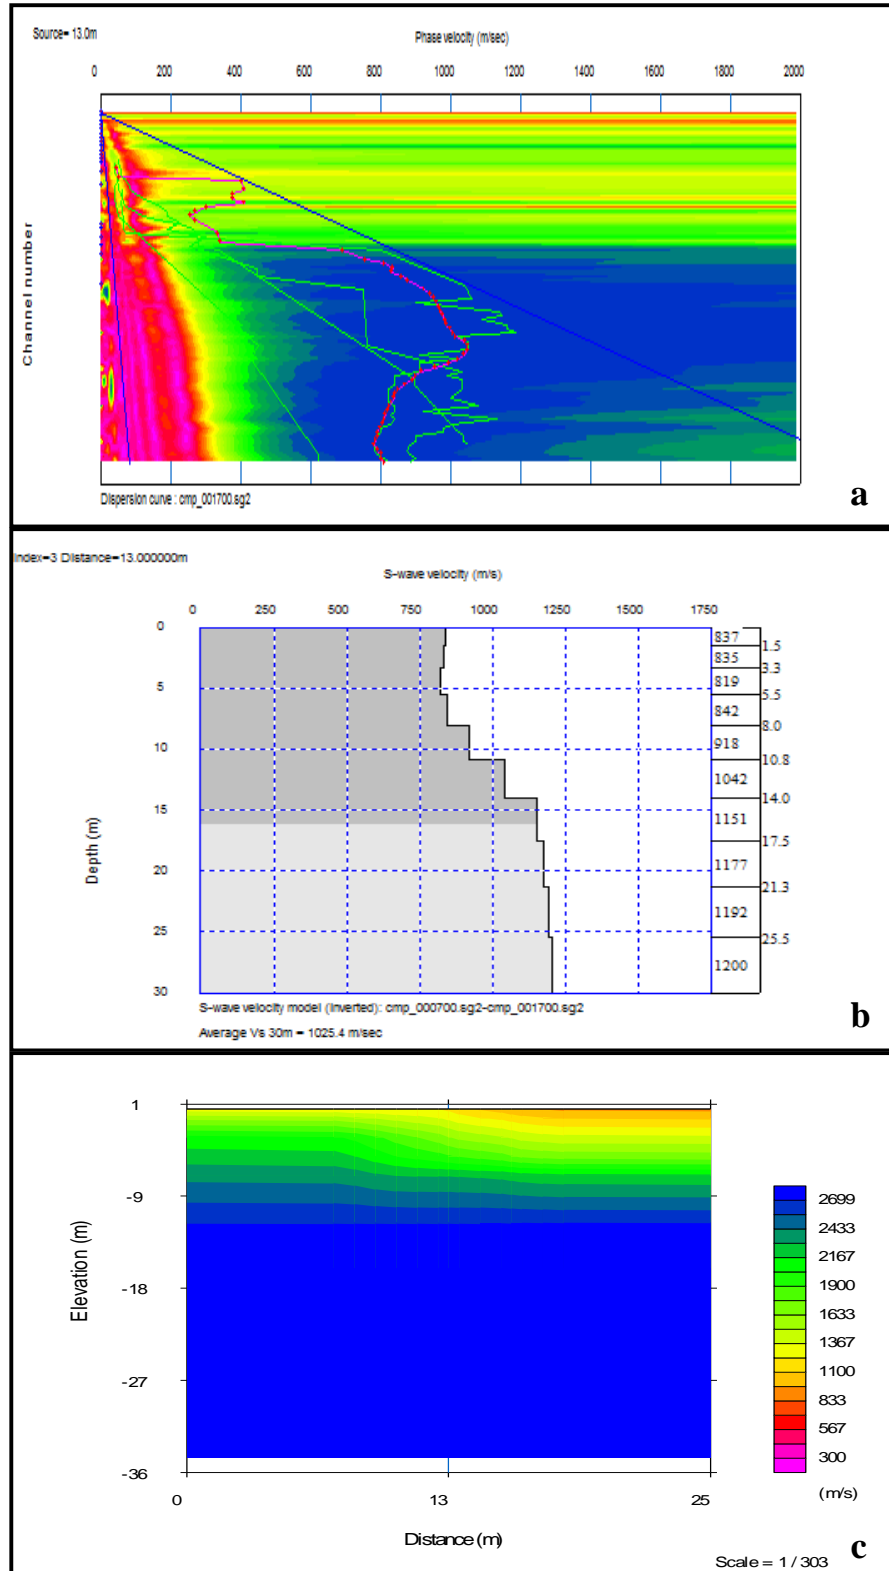 Source= 13.0m
Phase velocity (m/sec)
0 200 400 600 800 1000 1200 1400 1600 1800 2000
Channel number
Dispersion curve : cmp_001700.sg2
a
Index=3 Distance=13.000000m
S-wave velocity (m/s)
0 250 500 750 1000 1250 1500 1750
0
5
10
15
20
25
30
Depth (m)
837
1.5
835
3.3
819
5.5
842
8.0
918
10.8
1042
14.0
1151
17.5
1177
21.3
1192
25.5
1200
S-wave velocity model (inverted): cmp_000700.sg2-cmp_001700.sg2
Average Vs 30m = 1025.4 m/sec
b
1
-9
-18
-27
-36
Elevation (m)
0 13 25
Distance (m)
2699
2433
2167
1900
1633
1367
1100
833
567
300
(m/s)
c
Scale = 1 / 303